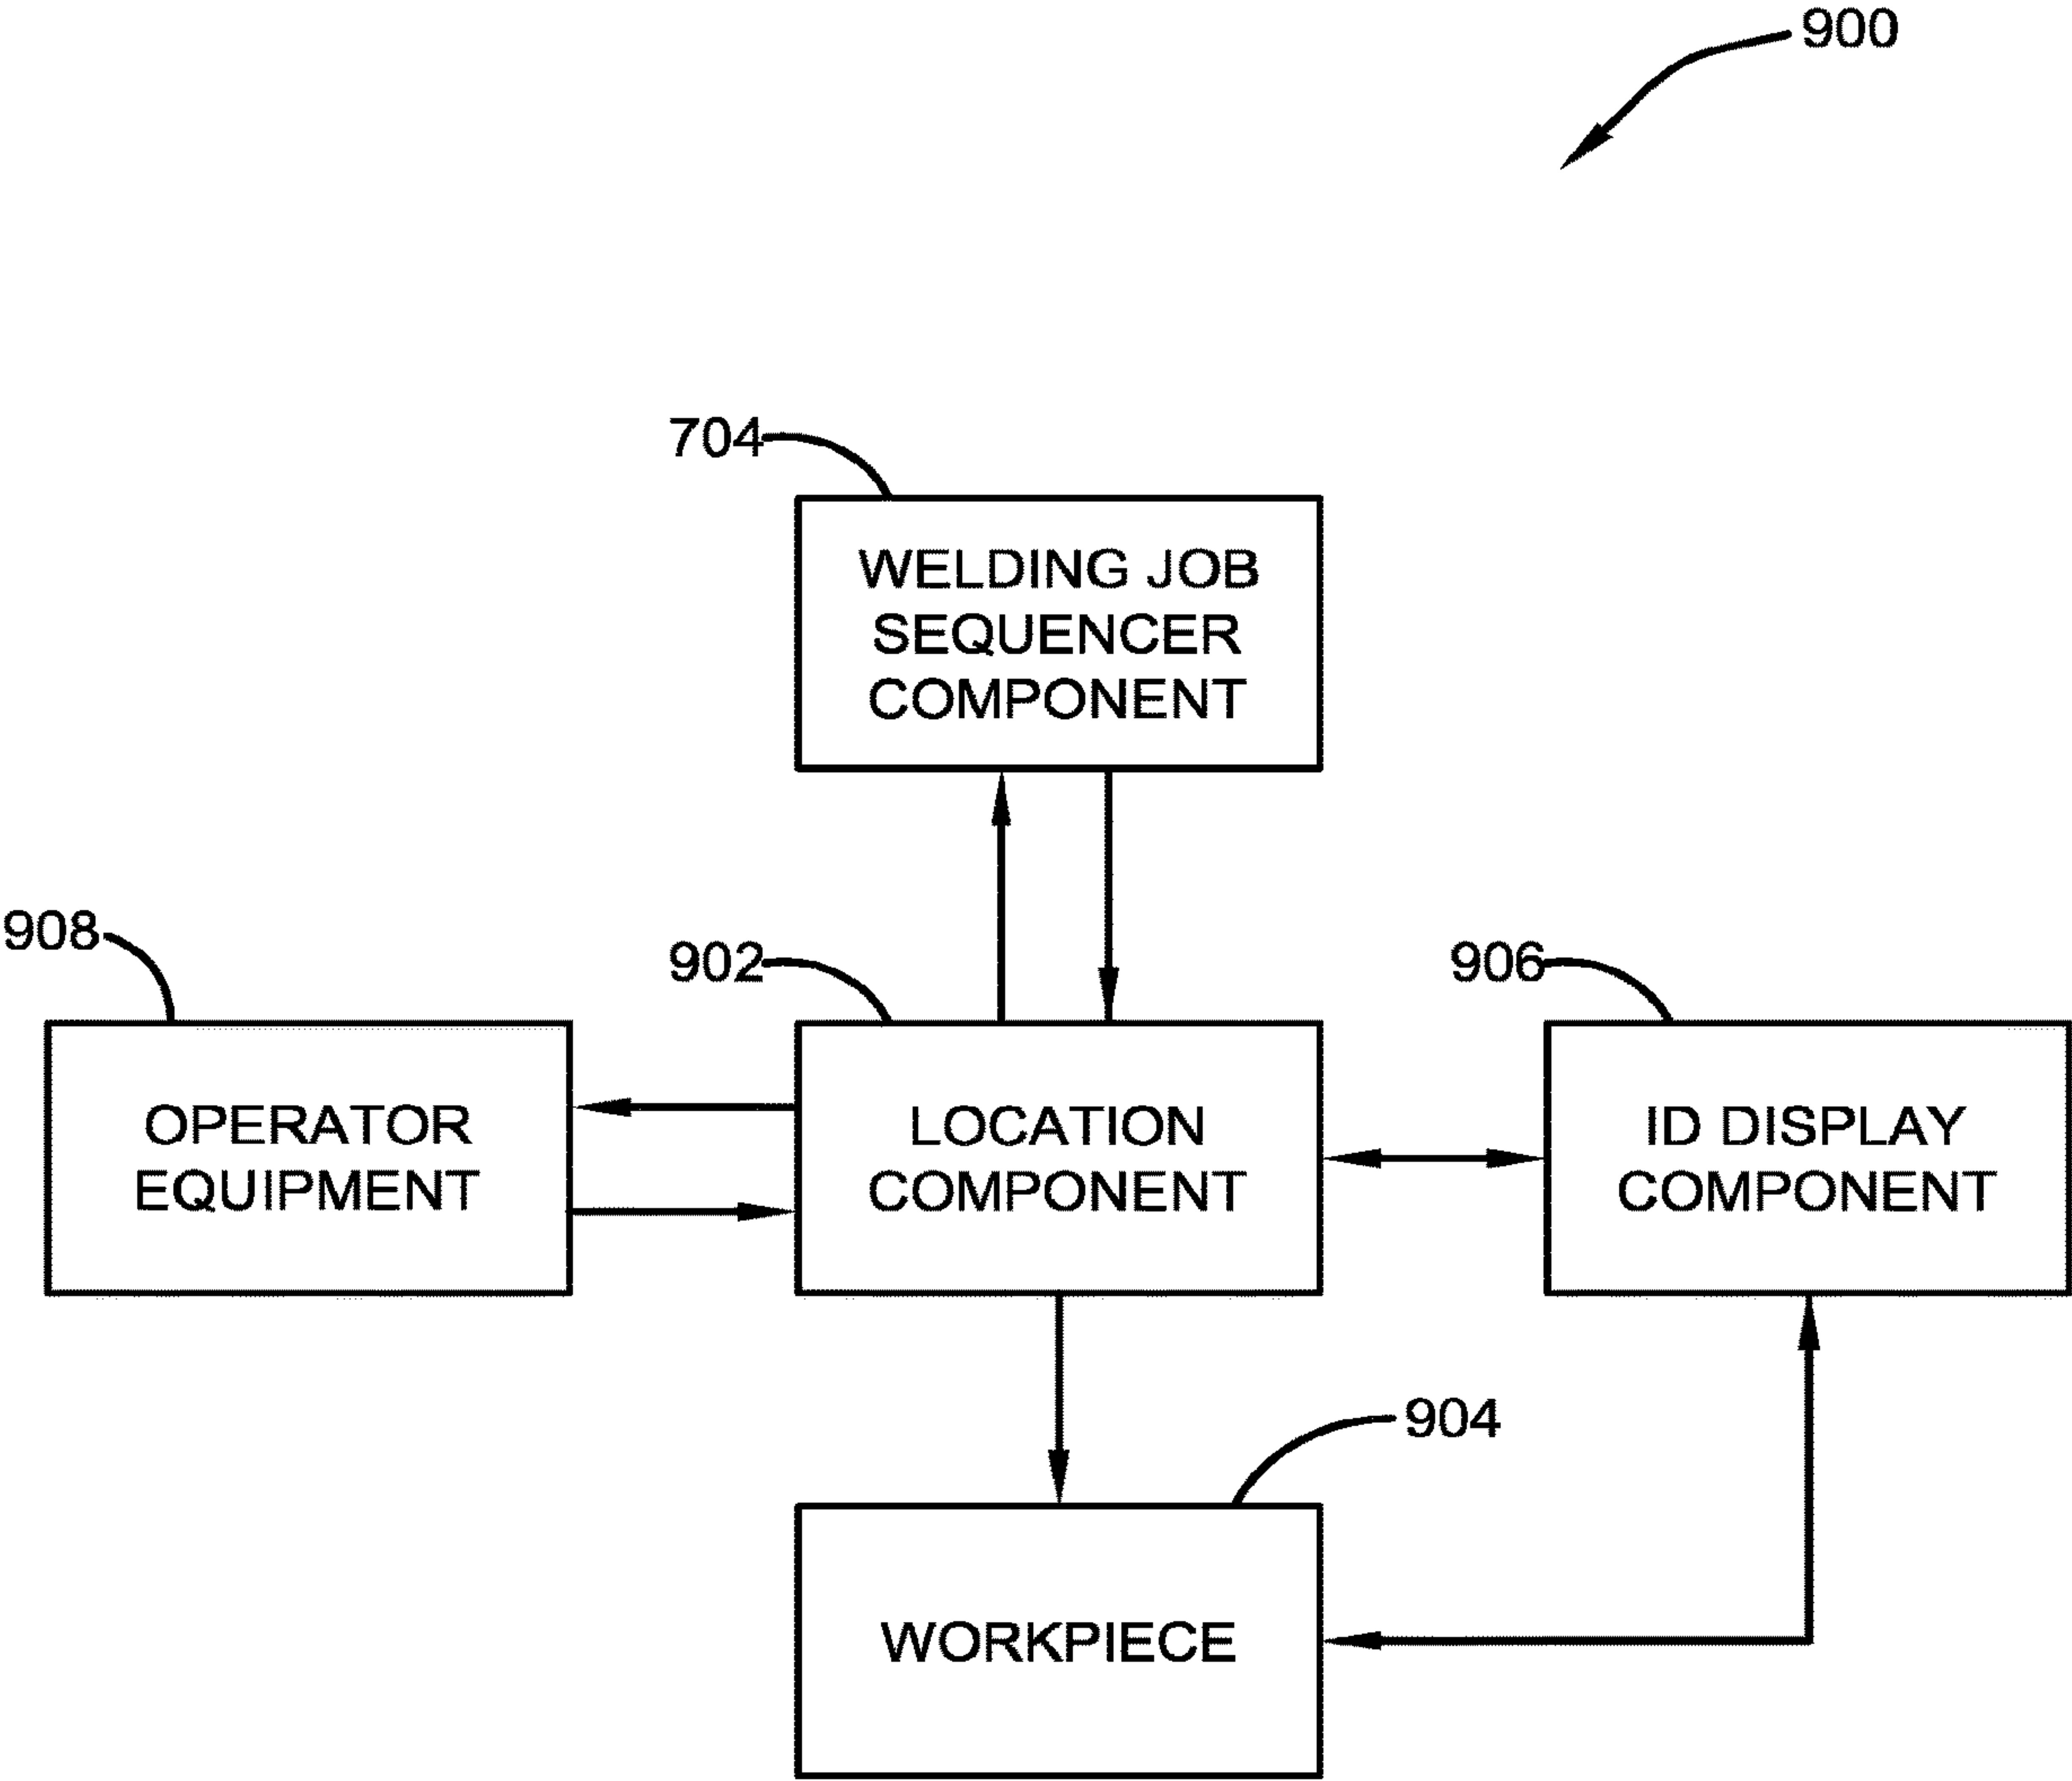 900
704
WELDING JOB
SEQUENCER
COMPONENT
908
902
906
OPERATOR
EQUIPMENT
LOCATION
COMPONENT
ID DISPLAY
COMPONENT
904
WORKPIECE